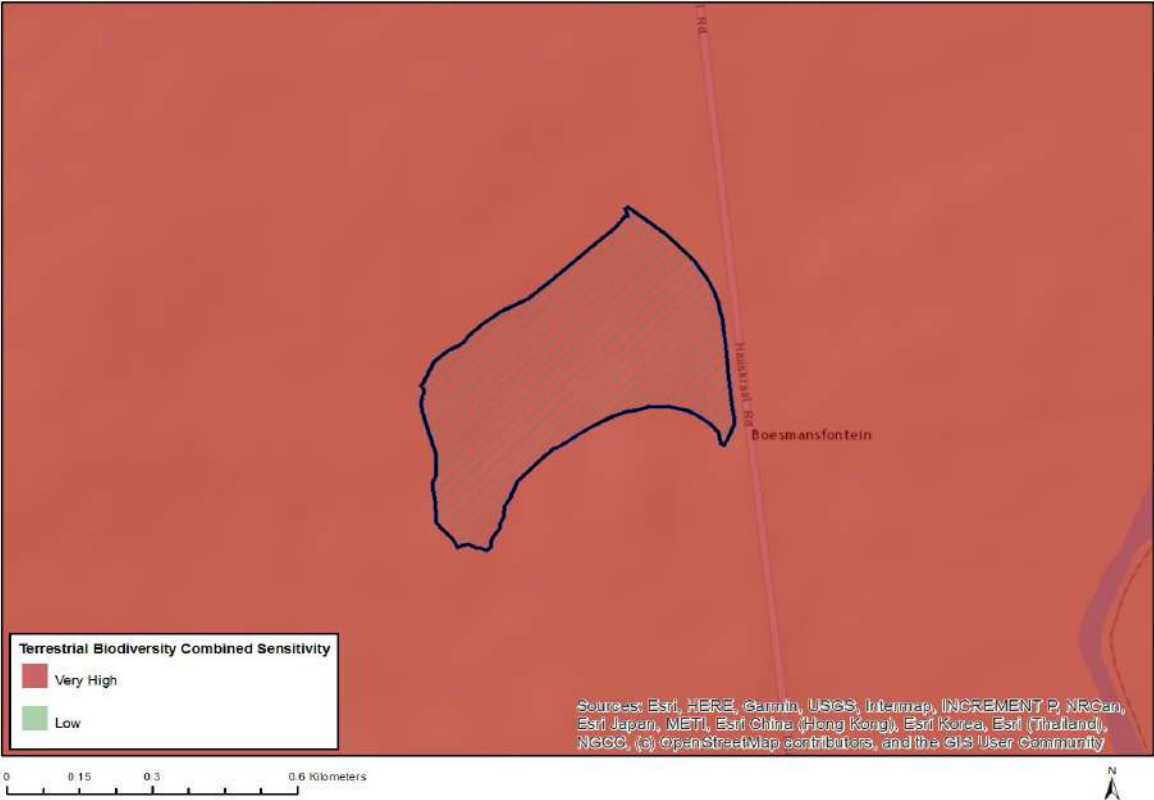 t Rd
Haaskraal Rd
Boesmansfontein
Terrestrial Biodiversity Combined Sensitivity
Very High
Low
Sources: Esri, HERE, Garmin, USGS, Intermap, INCREMENT P, NRCan,
Esri Japan, METI, Esri China (Hong Kong), Esri Korea, Esri (Thailand),
NGCC, (c) OpenStreetMap contributors, and the GIS User Community
0 0.15 0.3 0.6 Kilometers
N